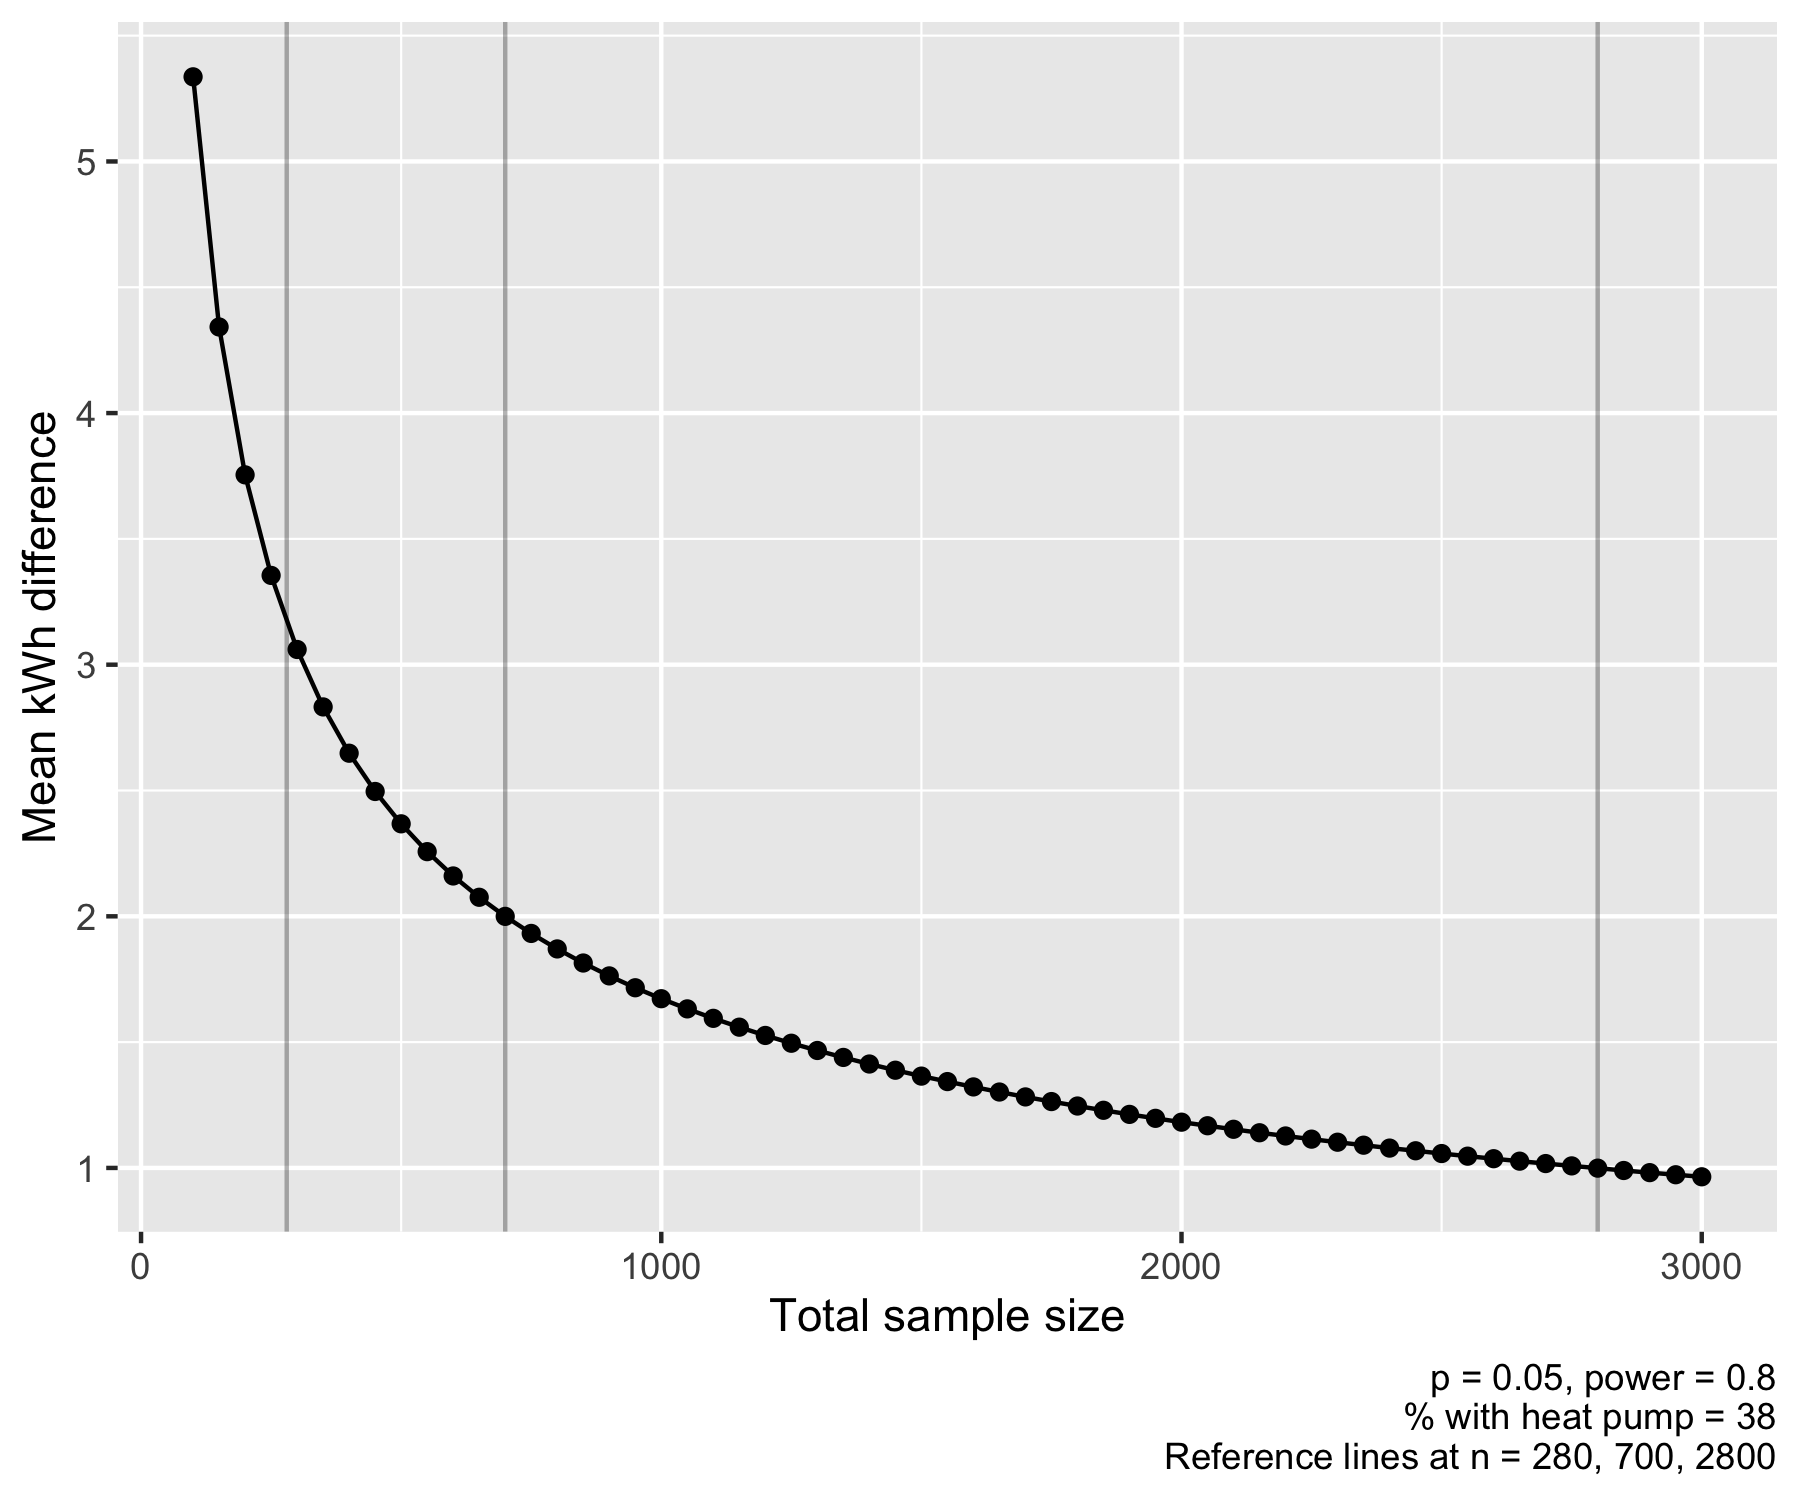 Mean kWh difference
5
4
3
2
1
0 1000 2000 3000
Total sample size
p = 0.05, power = 0.8
% with heat pump = 38
Reference lines at n = 280, 700, 2800